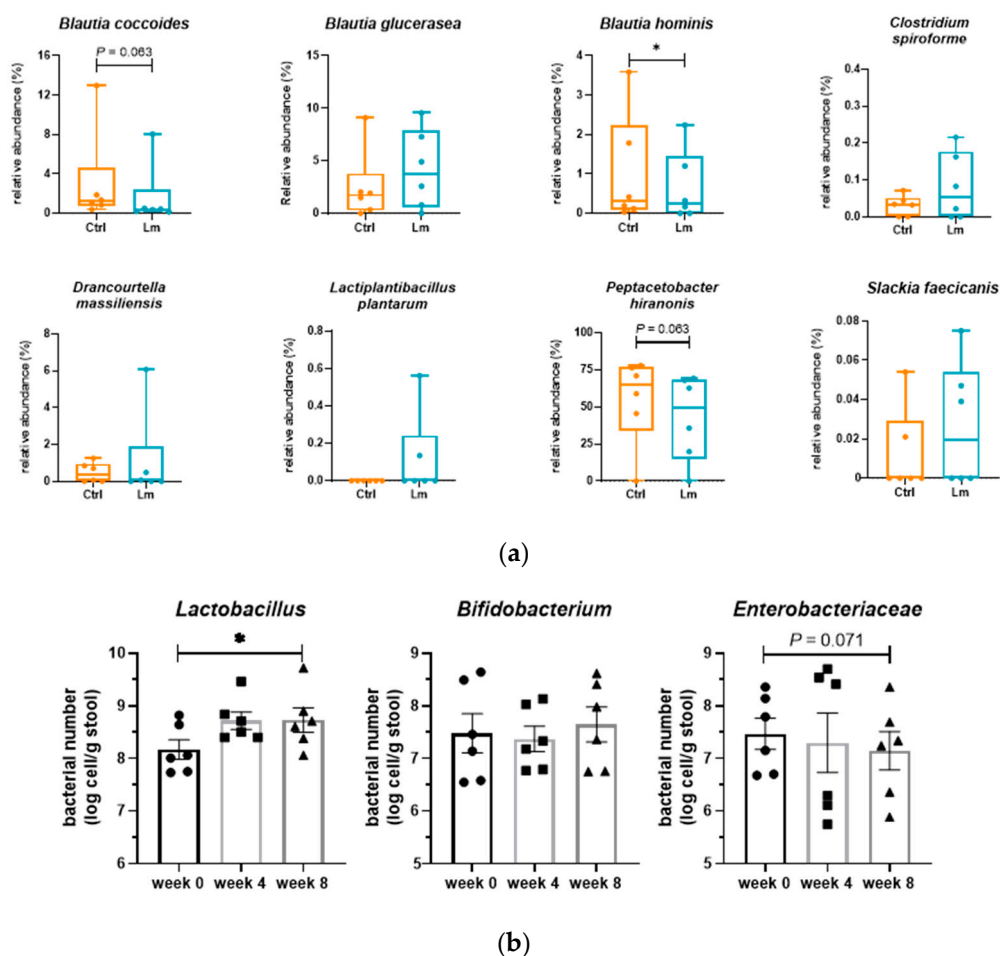 Blautia coccoides
P = 0.063
relative abundance (%)
16
12
8
4
0
Ctrl
Lm
Blautia glucerasea
Relative abundance (%)
15
10
5
0
Ctrl
Lm
Blautia hominis
*
relative abundance (%)
4
3
2
1
0
Ctrl
Lm
Clostridium
spiroforme
relative abundance (%)
0.4
0.3
0.2
0.1
0.0
Ctrl
Lm
Drancourtella
massiliensis
relative abundance (%)
8
6
4
2
0
Ctrl
Lm
Lactiplantibacillus
plantarum
relative abundance (%)
0.8
0.6
0.4
0.2
0.0
Ctrl
Lm
Peptacetobacter
hiranonis
P = 0.063
relative abundance (%)
100
75
50
25
0
Ctrl
Lm
Slackia faecicanis
relative abundance (%)
0.08
0.06
0.04
0.02
0
Ctrl
Lm
(a)
Lactobacillus
*
bacterial number
(log cell/g stool)
10
9
8
7
6
week 0 week 4 week 8
Bifidobacterium
bacterial number
(log cell/g stool)
9
8
7
6
5
week 0 week 4 week 8
Enterobacteriaceae
P = 0.071
bacterial number
(log cell/g stool)
9
8
7
6
5
week 0 week 4 week 8
(b)